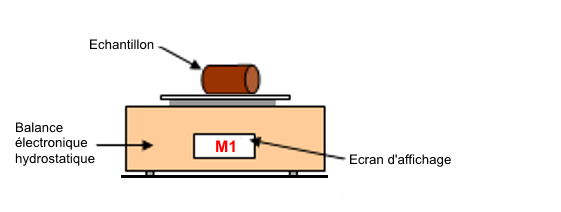 Echantillon
Balance
électronique
hydrostatique
M1
Ecran d'affichage